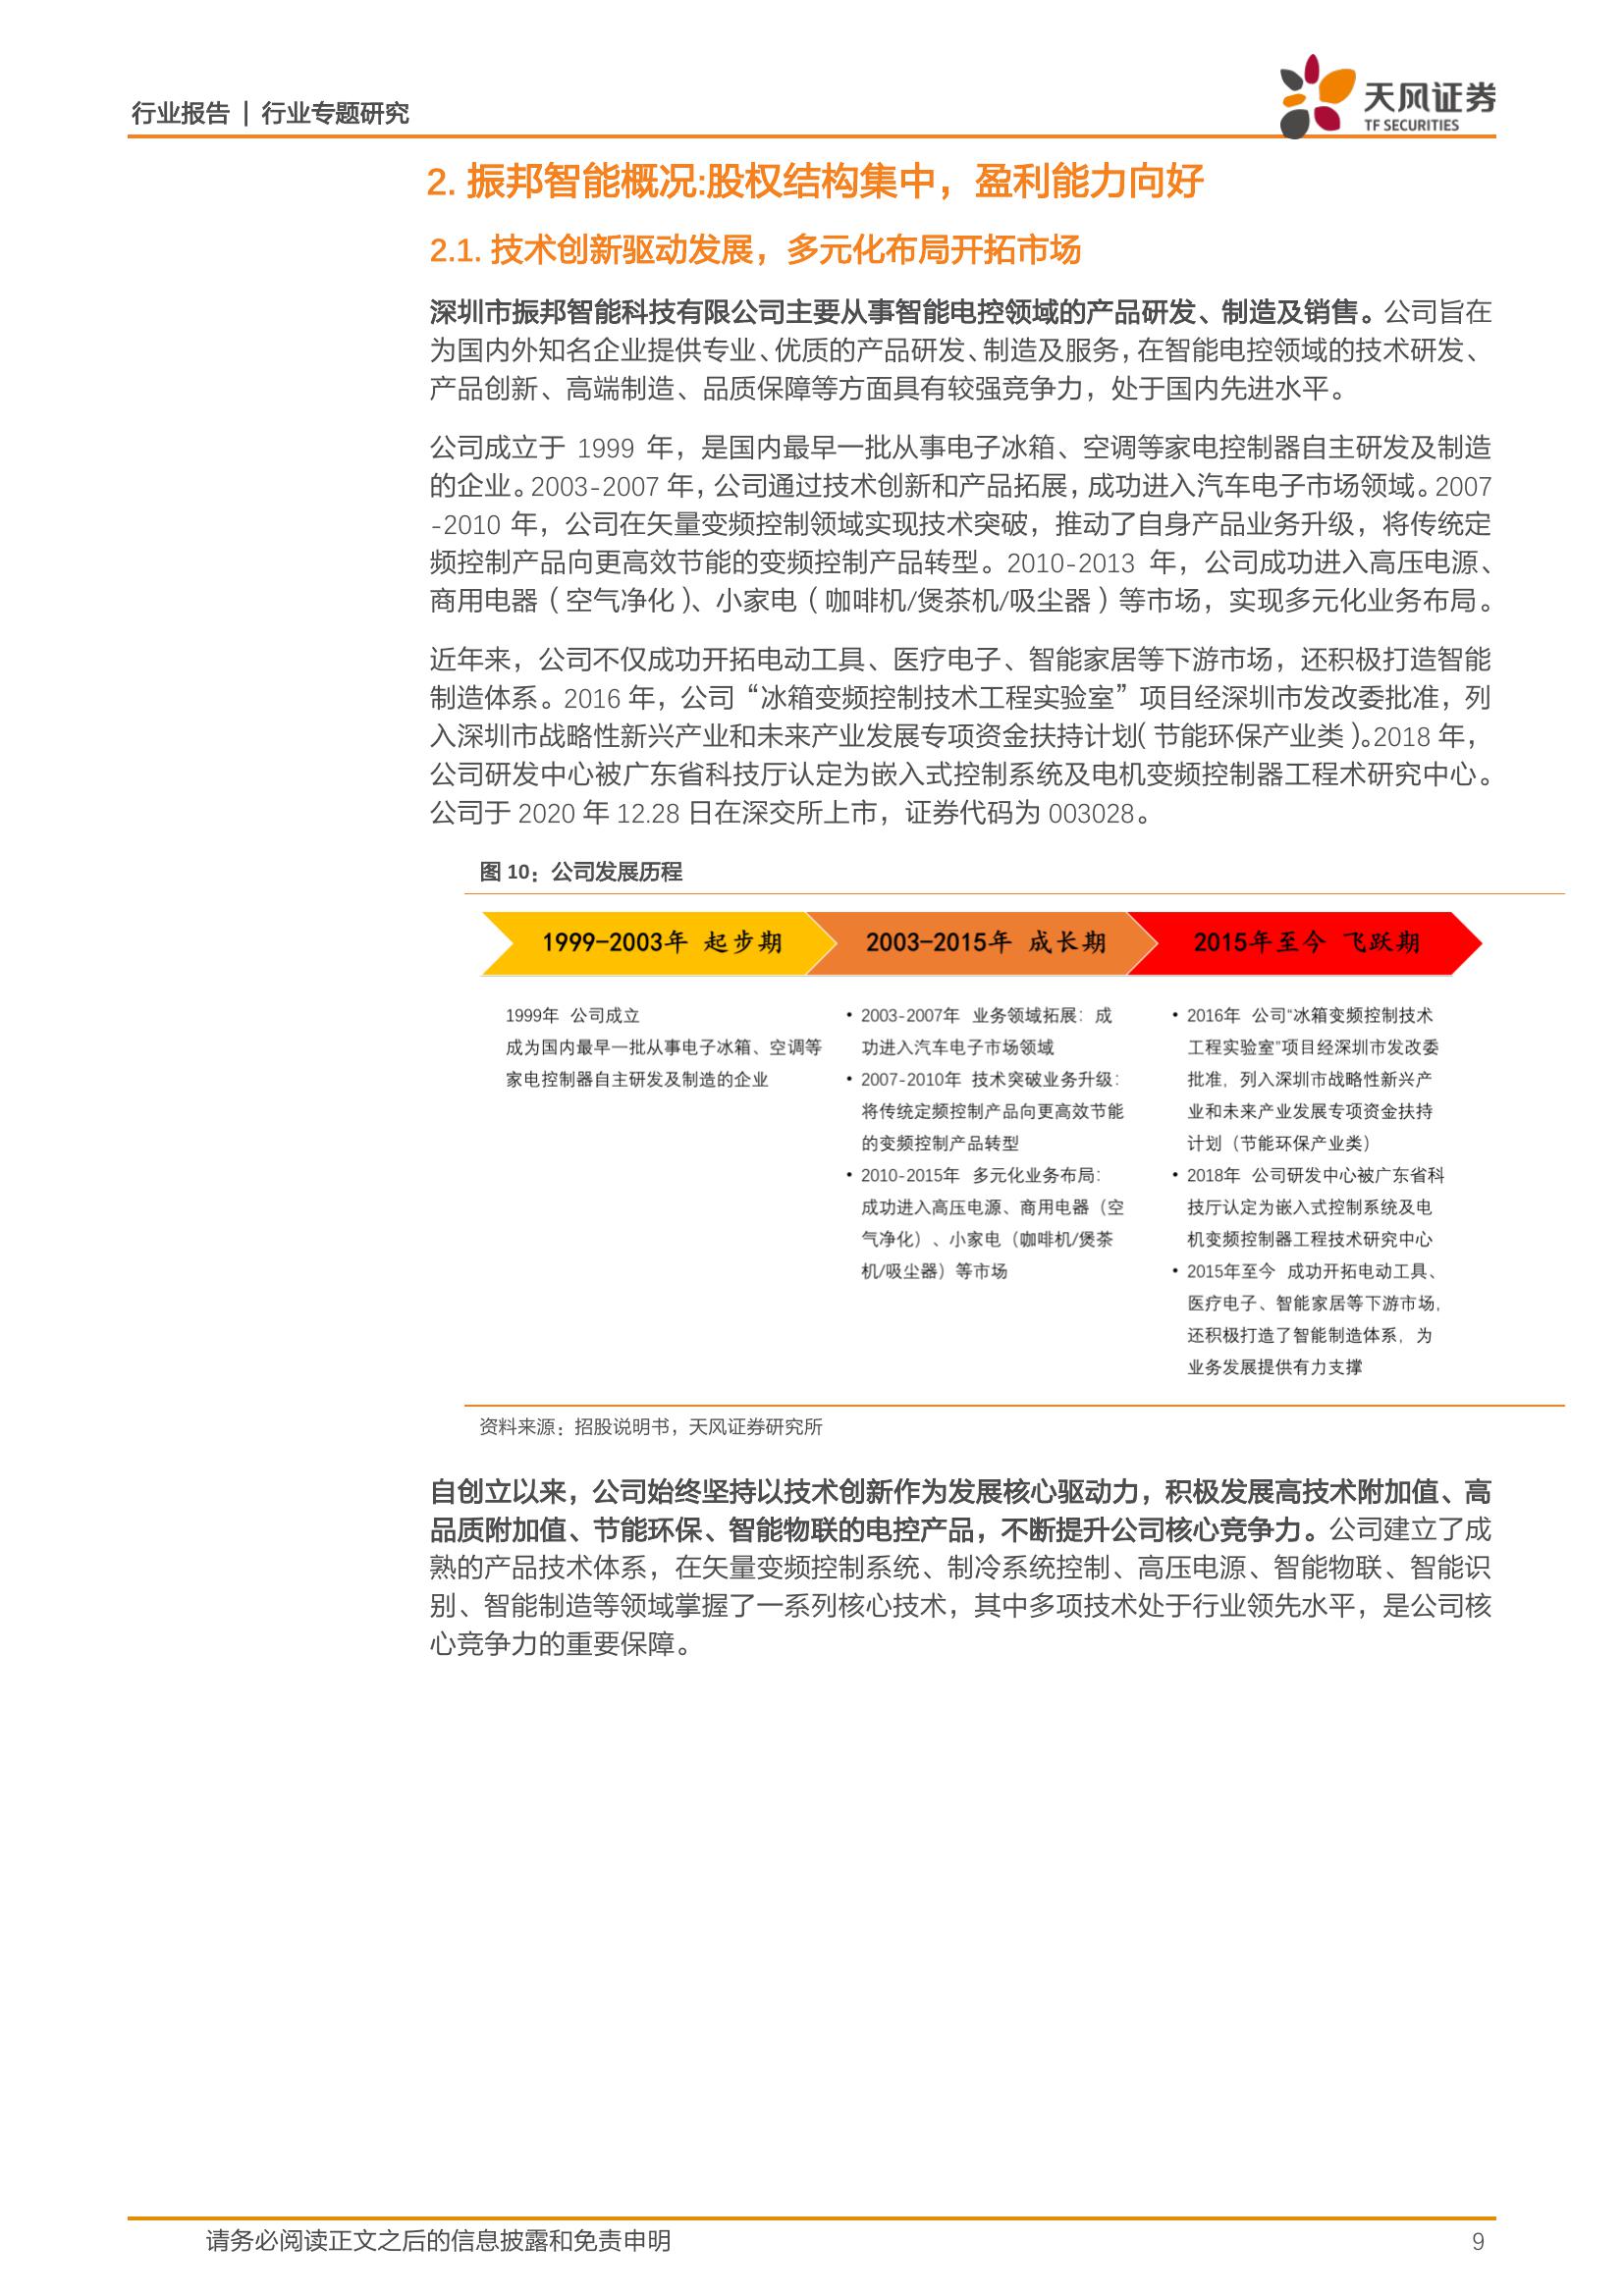 行业报告 | 行业专题研究
天风证券
TF SECURITIES
2. 振邦智能概况:股权结构集中，盈利能力向好
2.1. 技术创新驱动发展，多元化布局开拓市场
深圳市振邦智能科技有限公司主要从事智能电控领域的产品研发、制造及销售。公司旨在
为国内外知名企业提供专业、优质的产品研发、制造及服务，在智能电控领域的技术研发、
产品创新、高端制造、品质保障等方面具有较强竞争力，处于国内先进水平。
公司成立于 1999 年，是国内最早一批从事电子冰箱、空调等家电控制器自主研发及制造
的企业。2003-2007 年，公司通过技术创新和产品拓展，成功进入汽车电子市场领域。2007
-2010 年，公司在矢量变频控制领域实现技术突破，推动了自身产品业务升级，将传统定
频控制产品向更高效节能的变频控制产品转型。2010-2013 年，公司成功进入高压电源、
商用电器（空气净化）、小家电（咖啡机/煲茶机/吸尘器）等市场，实现多元化业务布局。
近年来，公司不仅成功开拓电动工具、医疗电子、智能家居等下游市场，还积极打造智能
制造体系。2016 年，公司“冰箱变频控制技术工程实验室”项目经深圳市发改委批准，列
入深圳市战略性新兴产业和未来产业发展专项资金扶持计划（节能环保产业类）。2018 年，
公司研发中心被广东省科技厅认定为嵌入式控制系统及电机变频控制器工程术研究中心。
公司于 2020 年 12.28 日在深交所上市，证券代码为 003028。
图 10：公司发展历程
1999-2003年 起步期
2003-2015年 成长期
2015年至今 飞跃期
1999年 公司成立
成为国内最早一批从事电子冰箱、空调等
家电控制器自主研发及制造的企业
• 2003-2007年 业务领域拓展：成
功进入汽车电子市场领域
• 2007-2010年 技术突破业务升级：
将传统定频控制产品向更高效节能
的变频控制产品转型
• 2010-2015年 多元化业务布局：
成功进入高压电源、商用电器（空
气净化）、小家电（咖啡机/煲茶
机/吸尘器）等市场
• 2016年 公司“冰箱变频控制技术
工程实验室”项目经深圳市发改委
批准，列入深圳市战略性新兴产
业和未来产业发展专项资金扶持
计划（节能环保产业类）
• 2018年 公司研发中心被广东省科
技厅认定为嵌入式控制系统及电
机变频控制器工程技术研究中心
• 2015年至今 成功开拓电动工具、
医疗电子、智能家居等下游市场，
还积极打造了智能制造体系，为
业务发展提供有力支撑
资料来源：招股说明书，天风证券研究所
自创立以来，公司始终坚持以技术创新作为发展核心驱动力，积极发展高技术附加值、高
品质附加值、节能环保、智能物联的电控产品，不断提升公司核心竞争力。公司建立了成
熟的产品技术体系，在矢量变频控制系统、制冷系统控制、高压电源、智能物联、智能识
别、智能制造等领域掌握了一系列核心技术，其中多项技术处于行业领先水平，是公司核
心竞争力的重要保障。
请务必阅读正文之后的信息披露和免责申明
9